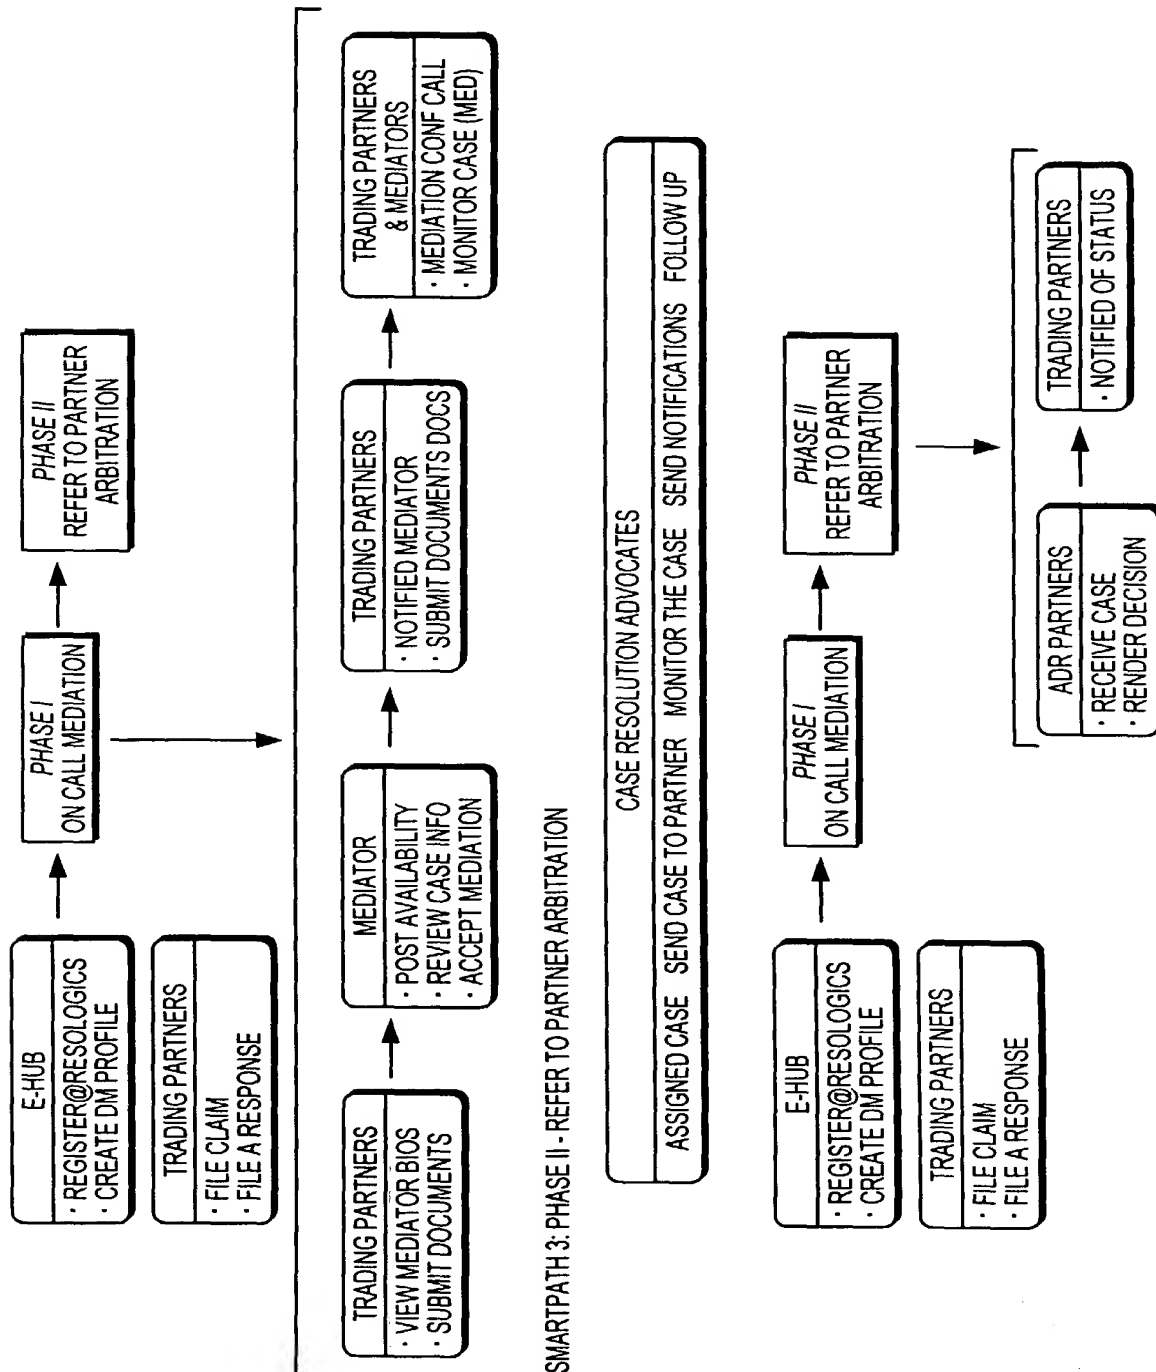 E-HUB
· REGISTER@RESOLOGICS
· CREATE DM PROFILE
TRADING PARTNERS
· FILE CLAIM
· FILE A RESPONSE
PHASE I
ON CALL MEDIATION
PHASE II
REFER TO PARTNER
ARBITRATION
TRADING PARTNERS
· VIEW MEDIATOR BIOS
· SUBMIT DOCUMENTS
MEDIATOR
· POST AVAILABILITY
· REVIEW CASE INFO
· ACCEPT MEDIATION
TRADING PARTNERS
· NOTIFIED MEDIATOR
· SUBMIT DOCUMENTS DOCS
TRADING PARTNERS
& MEDIATORS
· MEDIATION CONF CALL
· MONITOR CASE (MED)
SMARTPATH 3: PHASE II - REFER TO PARTNER ARBITRATION
CASE RESOLUTION ADVOCATES
ASSIGNED CASE SEND CASE TO PARTNER MONITOR THE CASE SEND NOTIFICATIONS FOLLOW UP
E-HUB
· REGISTER@RESOLOGICS
· CREATE DM PROFILE
TRADING PARTNERS
· FILE CLAIM
· FILE A RESPONSE
PHASE I
ON CALL MEDIATION
PHASE II
REFER TO PARTNER
ARBITRATION
ADR PARTNERS
· RECEIVE CASE
· RENDER DECISION
TRADING PARTNERS
· NOTIFIED OF STATUS